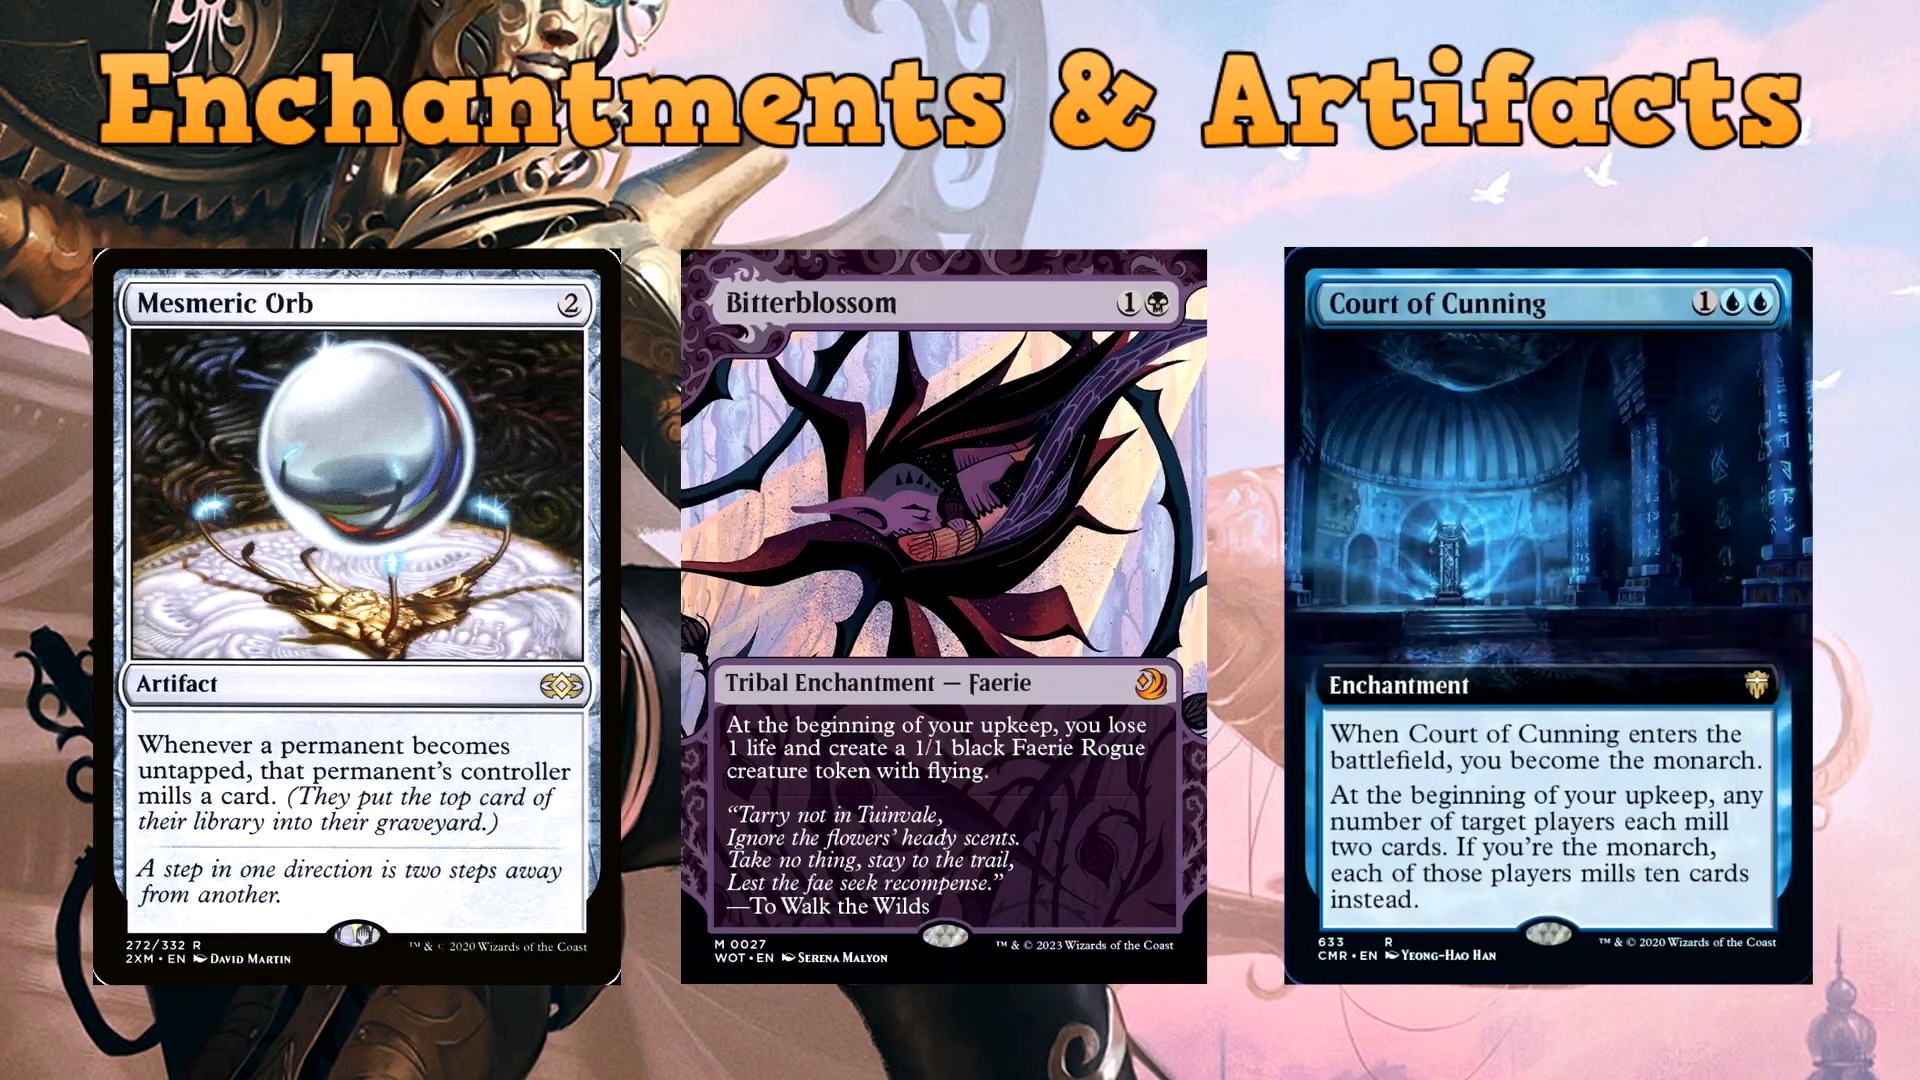 Enchantments & Artifacts
Mesmeric Orb 2
Artifact
Whenever a permanent becomes
untapped, that permanent's controller
mills a card. (They put the top card of
their library into their graveyard.)
A step in one direction is two steps away
from another.
272/332 R
2XM • EN DAVID MARTIN
™ & © 2020 Wizards of the Coast
Bitterblossom 1
Tribal Enchantment — Faerie
At the beginning of your upkeep, you lose
1 life and create a 1/1 black Faerie Rogue
creature token with flying.
“Tarry not in Tuinvale,
Ignore the flowers' heady scents.
Take no thing, stay to the trail,
Lest the fae seek recompense.”
—To Walk the Wilds
M 0027
WOT • EN SERENA MALYON
™ & © 2023 Wizards of the Coast
Court of Cunning 1
Enchantment
When Court of Cunning enters the
battlefield, you become the monarch.
At the beginning of your upkeep, any
number of target players each mill
two cards. If you're the monarch,
each of those players mills ten cards
instead.
633 R
CMR • EN YEONG-HAO HAN
™ & © 2020 Wizards of the Coast